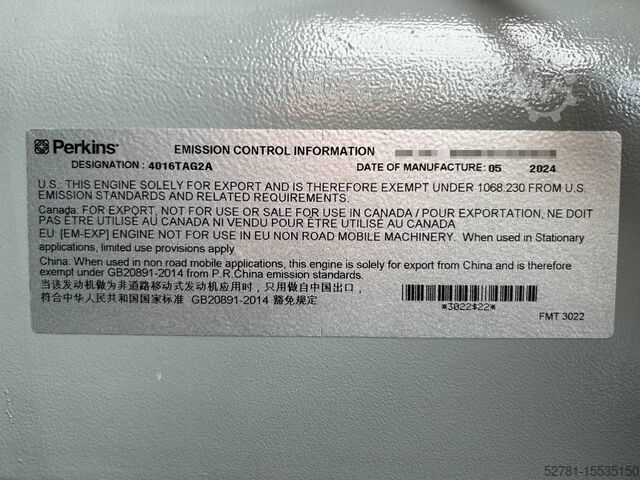 Perkins EMISSION CONTROL INFORMATION
DESIGNATION : 4016TAG2A DATE OF MANUFACTURE: 05 2024
U.S.: THIS ENGINE SOLELY FOR EXPORT AND IS THEREFORE EXEMPT UNDER 1068.230 FROM U.S.
EMISSION STANDARDS AND RELATED REQUIREMENTS.
Canada: FOR EXPORT, NOT FOR USE OR SALE FOR USE IN CANADA / POUR EXPORTATION, NE DOIT
PAS ÊTRE UTILISE AU CANADA NI VENDU POUR ÊTRE UTILISÉ AU CANADA
EU: [EM-EXP] ENGINE NOT FOR USE IN EU NON ROAD MOBILE MACHINERY. When used in Stationary
applications, limited use provisions apply
China: When used in non road mobile applications, this engine is solely for export from China and is therefore
exempt under GB20891-2014 from P.R.China emission standards.
当该发动机做为非道路移动式发动机应用时，只用做自中国出口，
符合中华人民共和国国家标准 GB20891-2014 豁免规定
*3022$22*
FMT 3022
52781-15535150